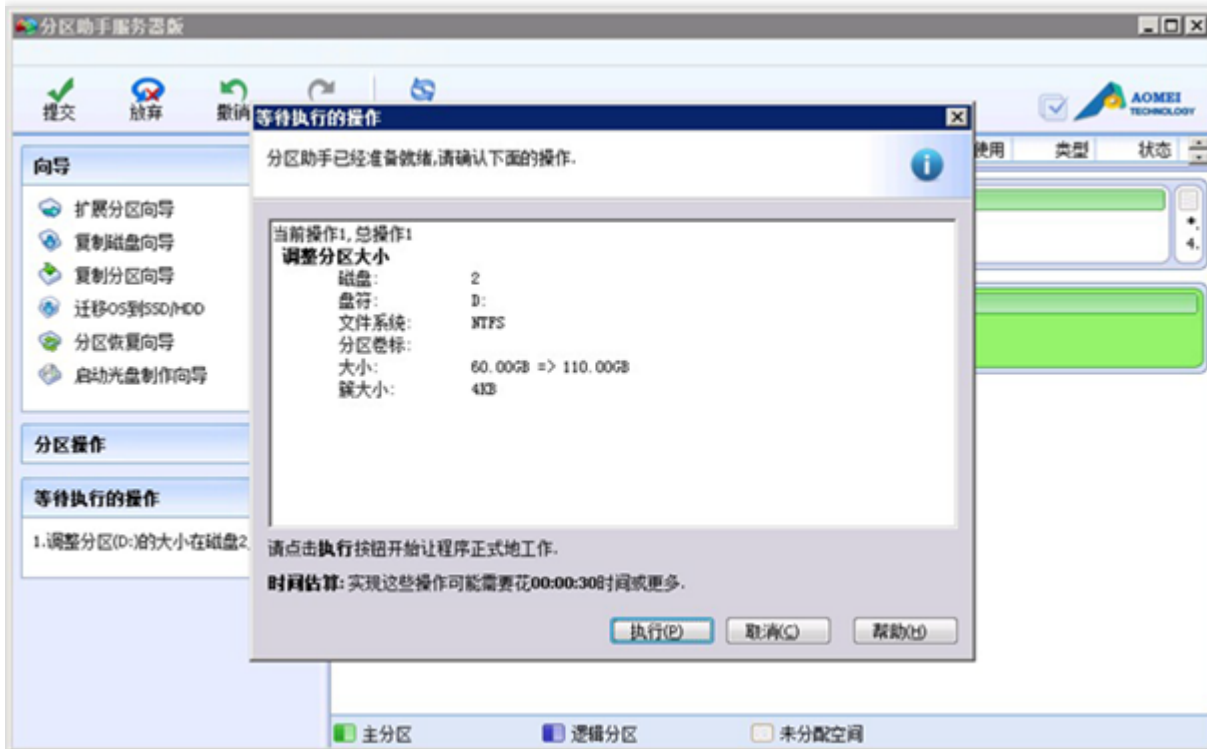 分区助手服务器版
提交
放弃
撤消
AOMEI
TECHNOLOGY
等待执行的操作
分区助手已经准备就绪,请确认下面的操作.
使用 类型 状态
向导
扩展分区向导
复制磁盘向导
复制分区向导
迁移OS到SSD/HDD
分区恢复向导
启动光盘制作向导
4.
当前操作1,总操作1
调整分区大小
磁盘: 2
盘符: D:
文件系统: NTFS
分区卷标:
大小: 60.00GB => 110.00GB
簇大小: 4KB
分区操作
等待执行的操作
1.调整分区(D:)的大小在磁盘2
请点击执行按钮开始让程序正式地工作.
时间估算: 实现这些操作可能需要花00:00:30时间或更多.
执行(P) 取消(C) 帮助(H)
主分区 逻辑分区 未分配空间